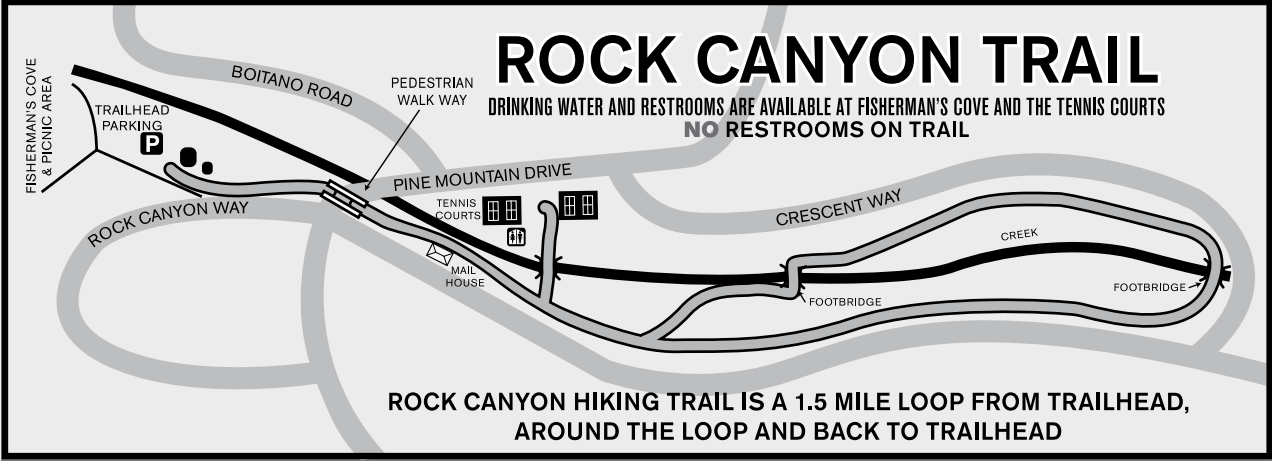 ROCK CANYON TRAIL
DRINKING WATER AND RESTROOMS ARE AVAILABLE AT FISHERMAN'S COVE AND THE TENNIS COURTS
NO RESTROOMS ON TRAIL
FISHERMAN'S COVE
& PICNIC AREA
BOITANO ROAD
PEDESTRIAN
WALK WAY
TRAILHEAD
PARKING
P
PINE MOUNTAIN DRIVE
ROCK CANYON WAY
TENNIS
COURTS
CRESCENT WAY
CREEK
MAIL
HOUSE
FOOTBRIDGE
FOOTBRIDGE
ROCK CANYON HIKING TRAIL IS A 1.5 MILE LOOP FROM TRAILHEAD,
AROUND THE LOOP AND BACK TO TRAILHEAD